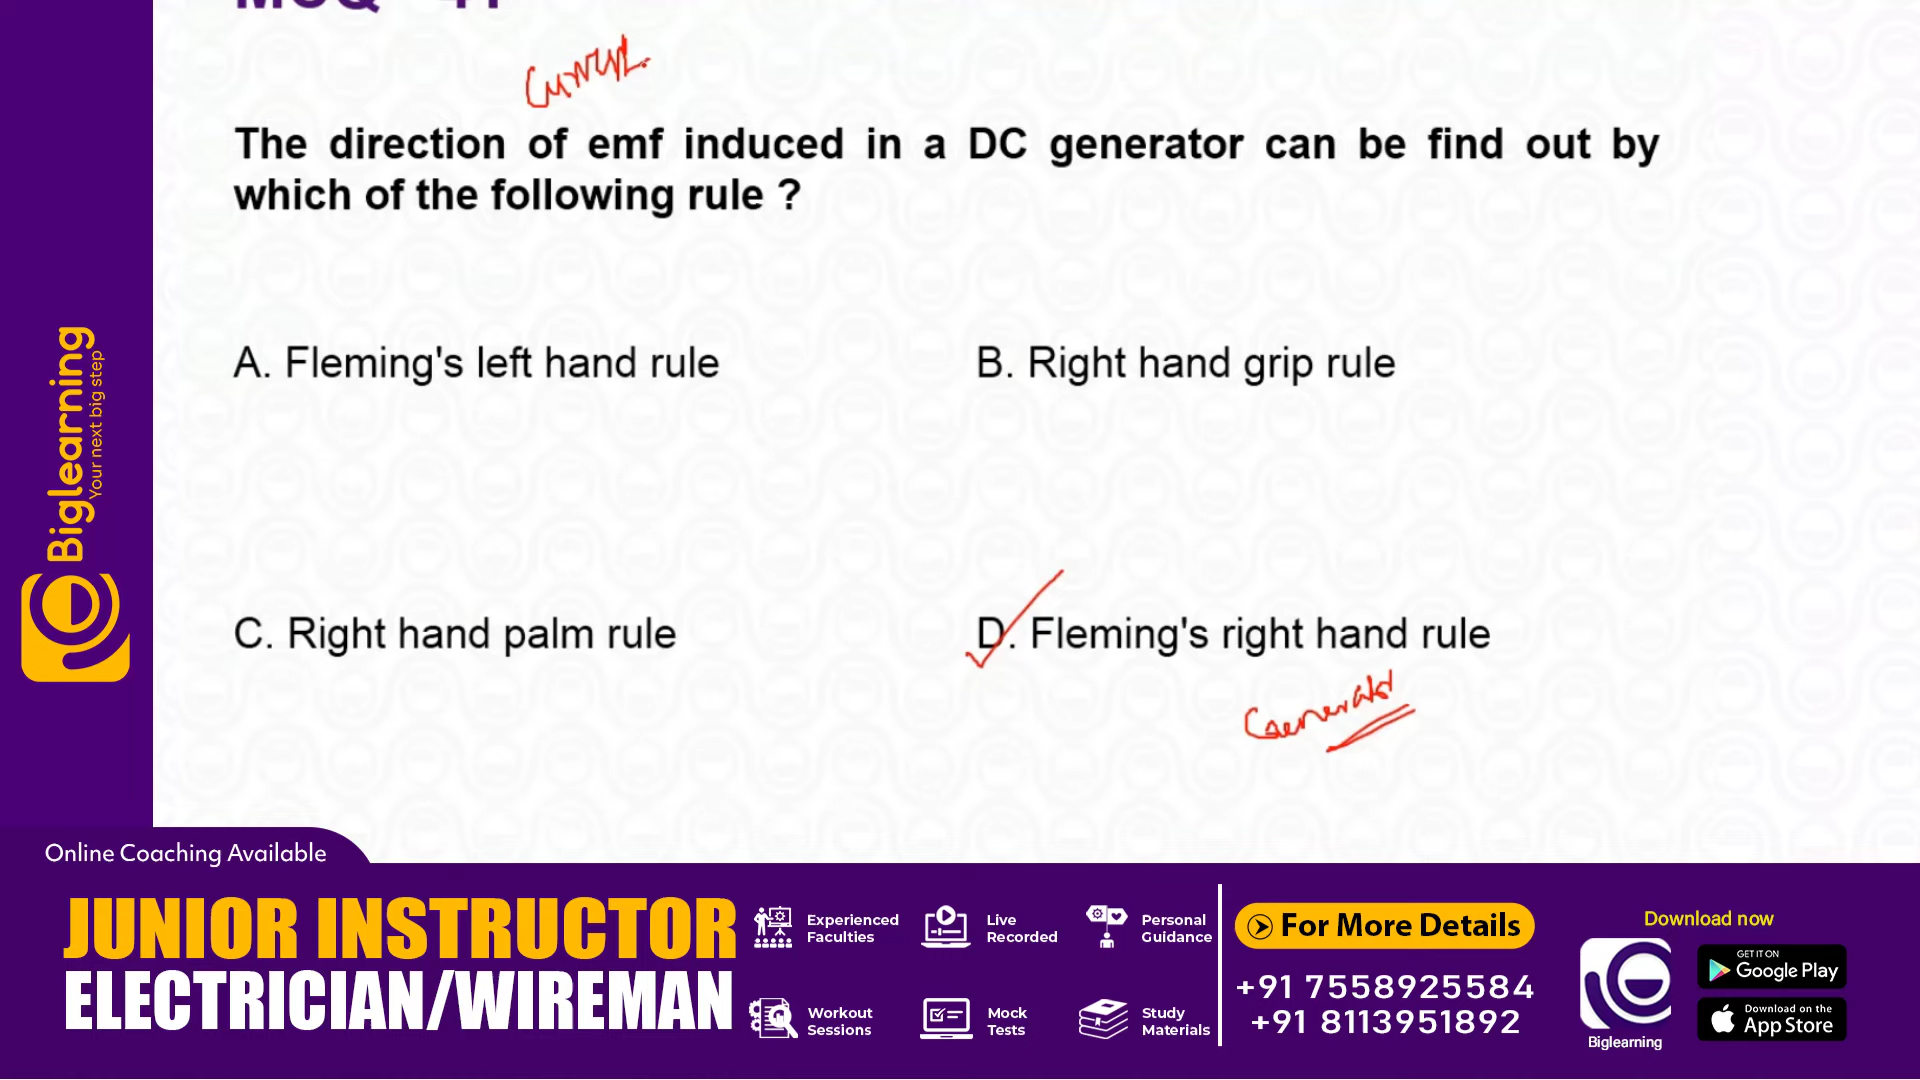 MCQ - 41
Current.
The direction of emf induced in a DC generator can be find out by
which of the following rule ?
A. Fleming's left hand rule
B. Right hand grip rule
C. Right hand palm rule
D. Fleming's right hand rule
Generator
Biglearning
Your next big step
Online Coaching Available
JUNIOR INSTRUCTOR
ELECTRICIAN/WIREMAN
Experienced
Faculties
Live
Recorded
Personal
Guidance
Workout
Sessions
Mock
Tests
Study
Materials
For More Details
+91 7558925584
+91 8113951892
Download now
Biglearning
GET IT ON
Google Play
Download on the
App Store